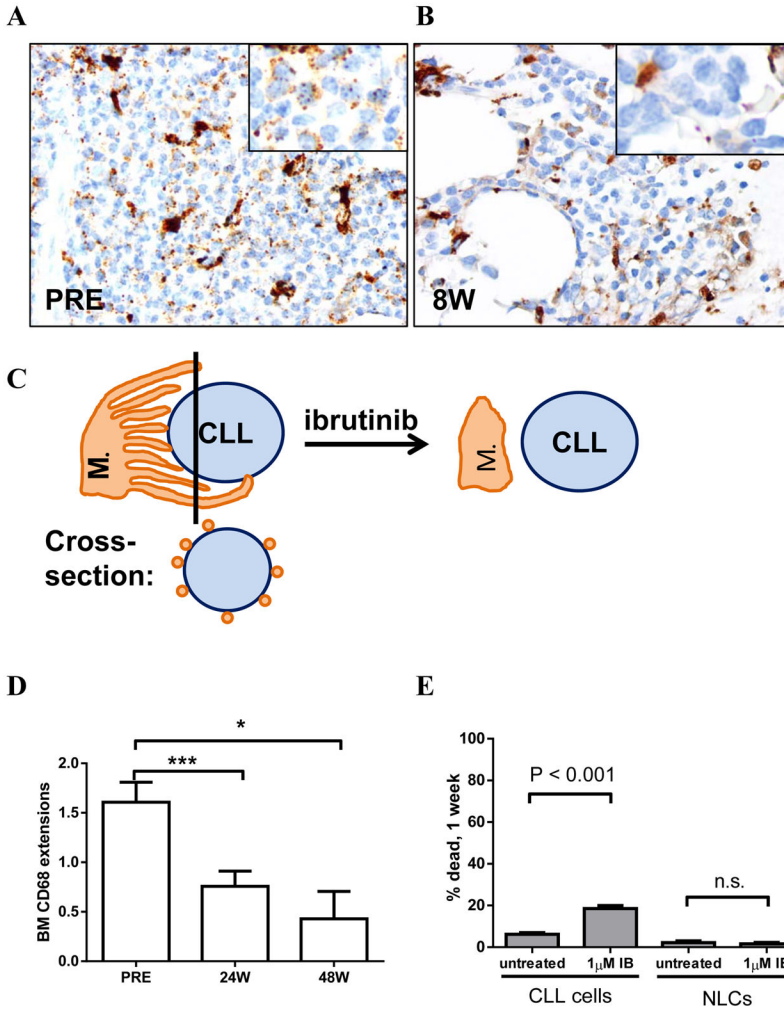 A
B
PRE
8W
C
M.
CLL
ibrutinib
M.
CLL
Cross-
section:
D
*
***
2.0
1.5
1.0
0.5
0.0
BM CD68 extensions
PRE 24W 48W
E
100
80
60
40
20
0
% dead, 1 week
P < 0.001
n.s.
untreated 1μM IB untreated 1μM IB
CLL cells NLCs